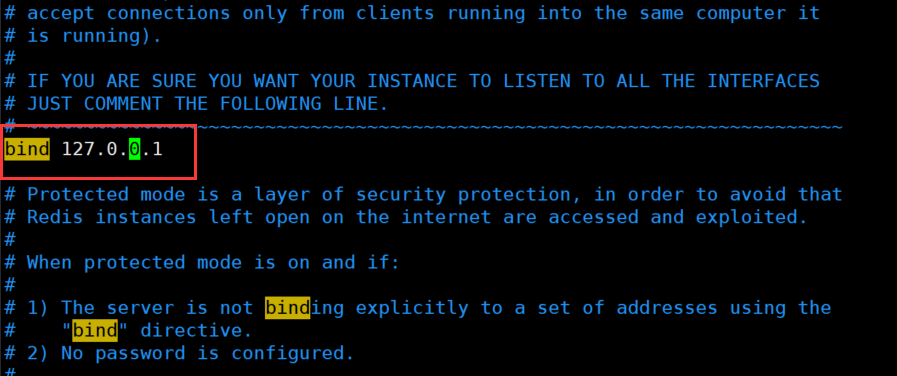 # accept connections only from clients running into the same computer it
# is running).
#
# IF YOU ARE SURE YOU WANT YOUR INSTANCE TO LISTEN TO ALL THE INTERFACES
# JUST COMMENT THE FOLLOWING LINE.
# ~~~~~~~~~~~~~~~~~~~~~~~~~~~~~~~~~~~~~~~~~~~~~~~~~~~~~~~~~~~~~~~~~~~~~~~~
bind 127.0.0.1
# Protected mode is a layer of security protection, in order to avoid that
# Redis instances left open on the internet are accessed and exploited.
#
# When protected mode is on and if:
#
# 1) The server is not binding explicitly to a set of addresses using the
#    "bind" directive.
# 2) No password is configured.
#